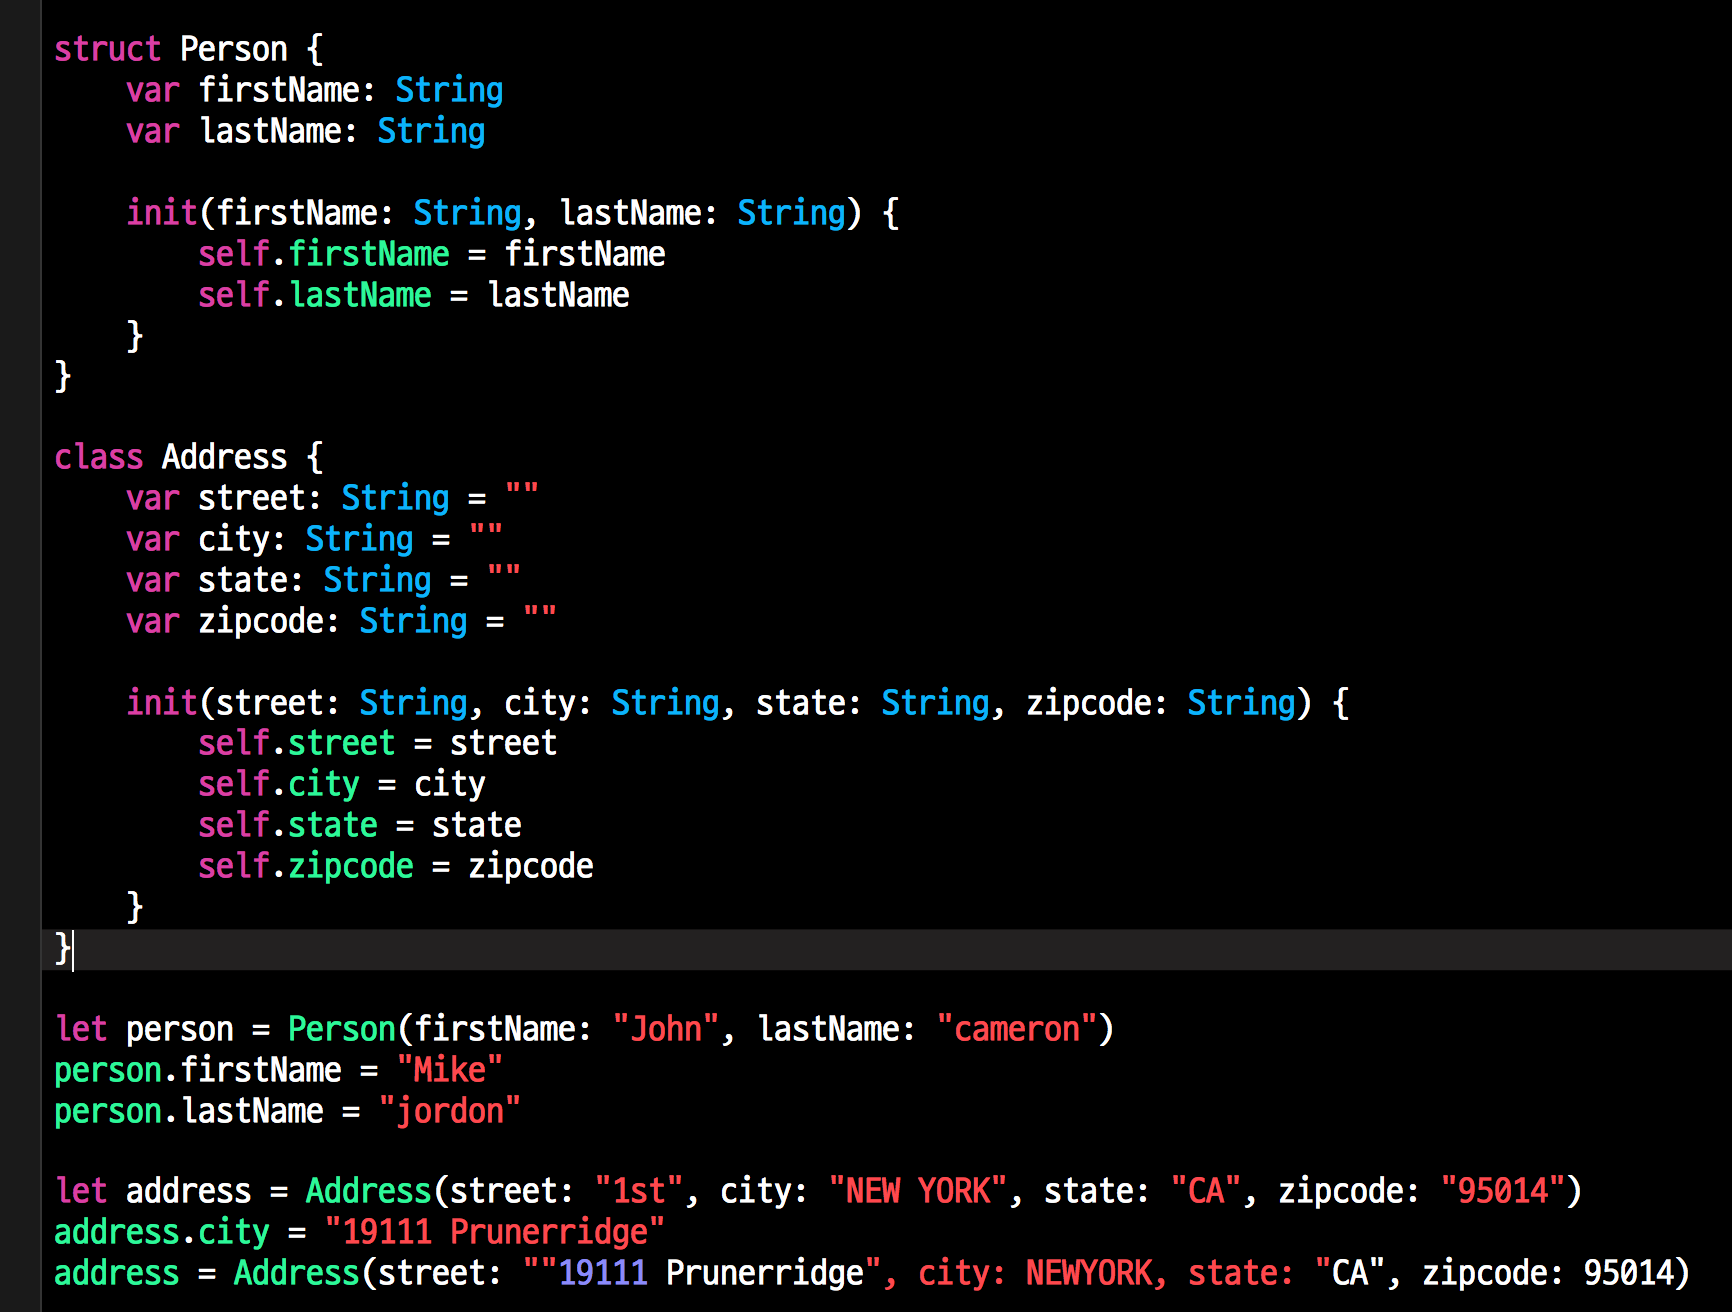 struct Person {
    var firstName: String
    var lastName: String

    init(firstName: String, lastName: String) {
        self.firstName = firstName
        self.lastName = lastName
    }
}

class Address {
    var street: String = ""
    var city: String = ""
    var state: String = ""
    var zipcode: String = ""

    init(street: String, city: String, state: String, zipcode: String) {
        self.street = street
        self.city = city
        self.state = state
        self.zipcode = zipcode
    }
}

let person = Person(firstName: "John", lastName: "cameron")
person.firstName = "Mike"
person.lastName = "jordon"

let address = Address(street: "1st", city: "NEW YORK", state: "CA", zipcode: "95014")
address.city = "19111 Prunerridge"
address = Address(street: ""19111 Prunerridge", city: NEWYORK, state: "CA", zipcode: 95014)